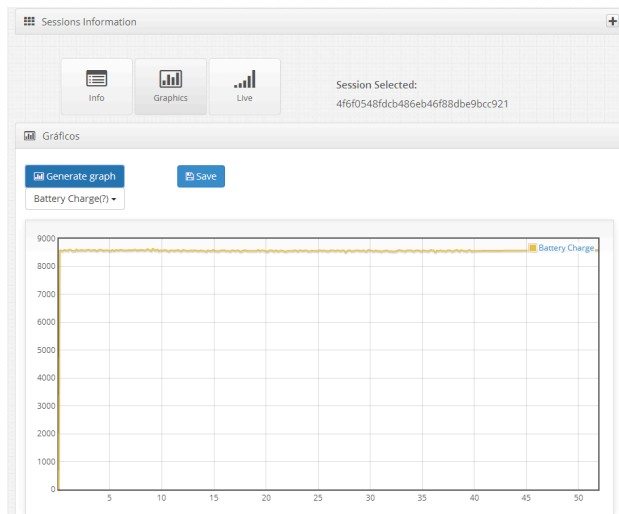 Sessions Information
Info
Graphics
Live
Session Selected:
4f6f0548fdcb486eb46f88dbe9bcc921
Gráficos
Generate graph
Save
Battery Charge(?)
9000
8000
7000
6000
5000
4000
3000
2000
1000
0
Battery Charge
5 10 15 20 25 30 35 40 45 50